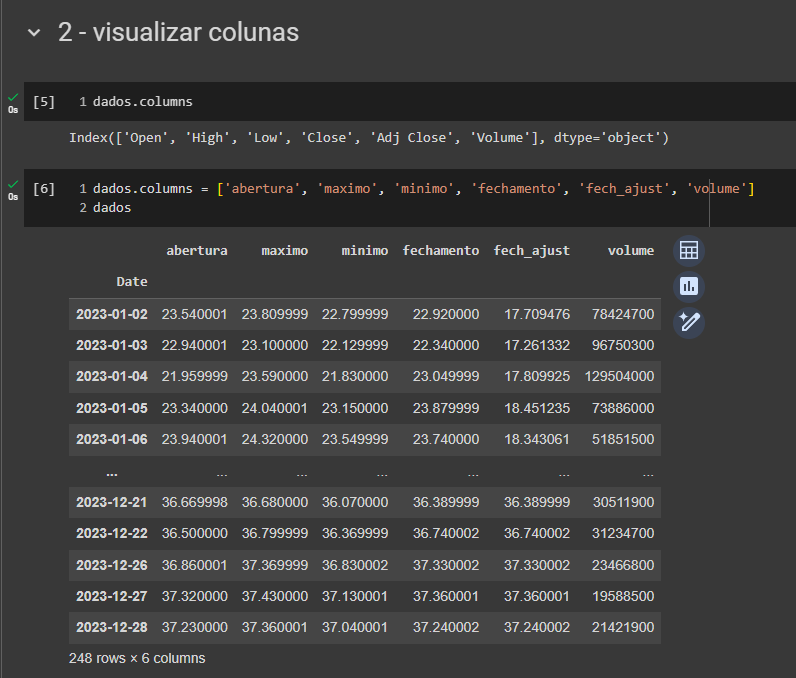 2 - visualizar colunas
0s [5] 1 dados.columns
Index(['Open', 'High', 'Low', 'Close', 'Adj Close', 'Volume'], dtype='object')
0s [6] 1 dados.columns = ['abertura', 'maximo', 'minimo', 'fechamento', 'fech_ajust', 'volume']
2 dados
abertura maximo minimo fechamento fech_ajust volume
Date
2023-01-02 23.540001 23.809999 22.799999 22.920000 17.709476 78424700
2023-01-03 22.940001 23.100000 22.129999 22.340000 17.261332 96750300
2023-01-04 21.959999 23.590000 21.830000 23.049999 17.809925 129504000
2023-01-05 23.340000 24.040001 23.150000 23.879999 18.451235 73886000
2023-01-06 23.940001 24.320000 23.549999 23.740000 18.343061 51851500
... ... ... ... ... ... ...
2023-12-21 36.669998 36.680000 36.070000 36.389999 36.389999 30511900
2023-12-22 36.500000 36.799999 36.369999 36.740002 36.740002 31234700
2023-12-26 36.860001 37.369999 36.830002 37.330002 37.330002 23466800
2023-12-27 37.320000 37.430000 37.130001 37.360001 37.360001 19588500
2023-12-28 37.230000 37.360001 37.040001 37.240002 37.240002 21421900
248 rows × 6 columns